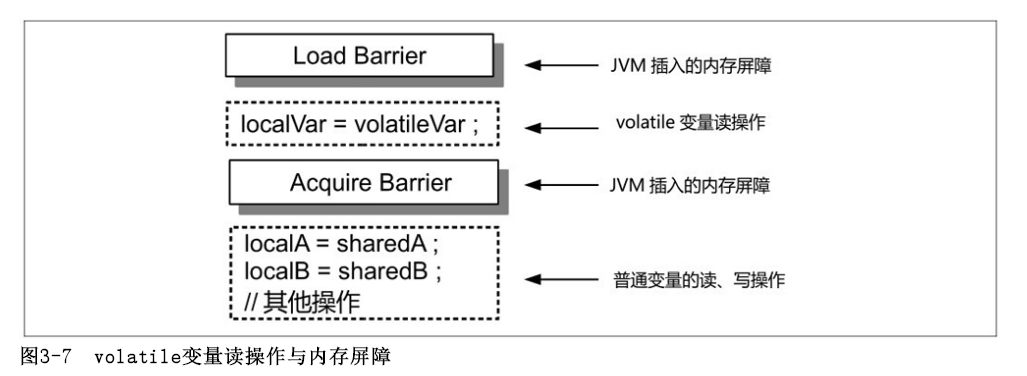 Load Barrier
JVM 插入的内存屏障
localVar = volatileVar ;
volatile 变量读操作
Acquire Barrier
JVM 插入的内存屏障
localA = sharedA ;
localB = sharedB ;
// 其他操作
普通变量的读、写操作
图3-7 volatile变量读操作与内存屏障